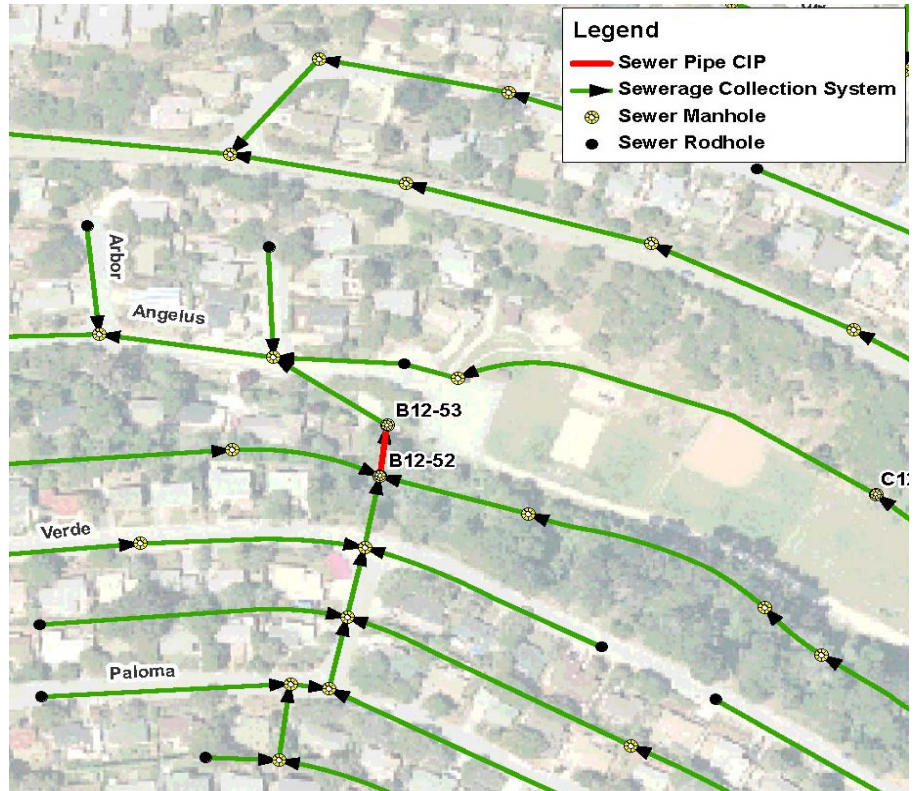 Legend
Sewer Pipe CIP
Sewerage Collection System
Sewer Manhole
Sewer Rodhole
Arbor
Angelus
B12-53
B12-52
C12
Verde
Paloma